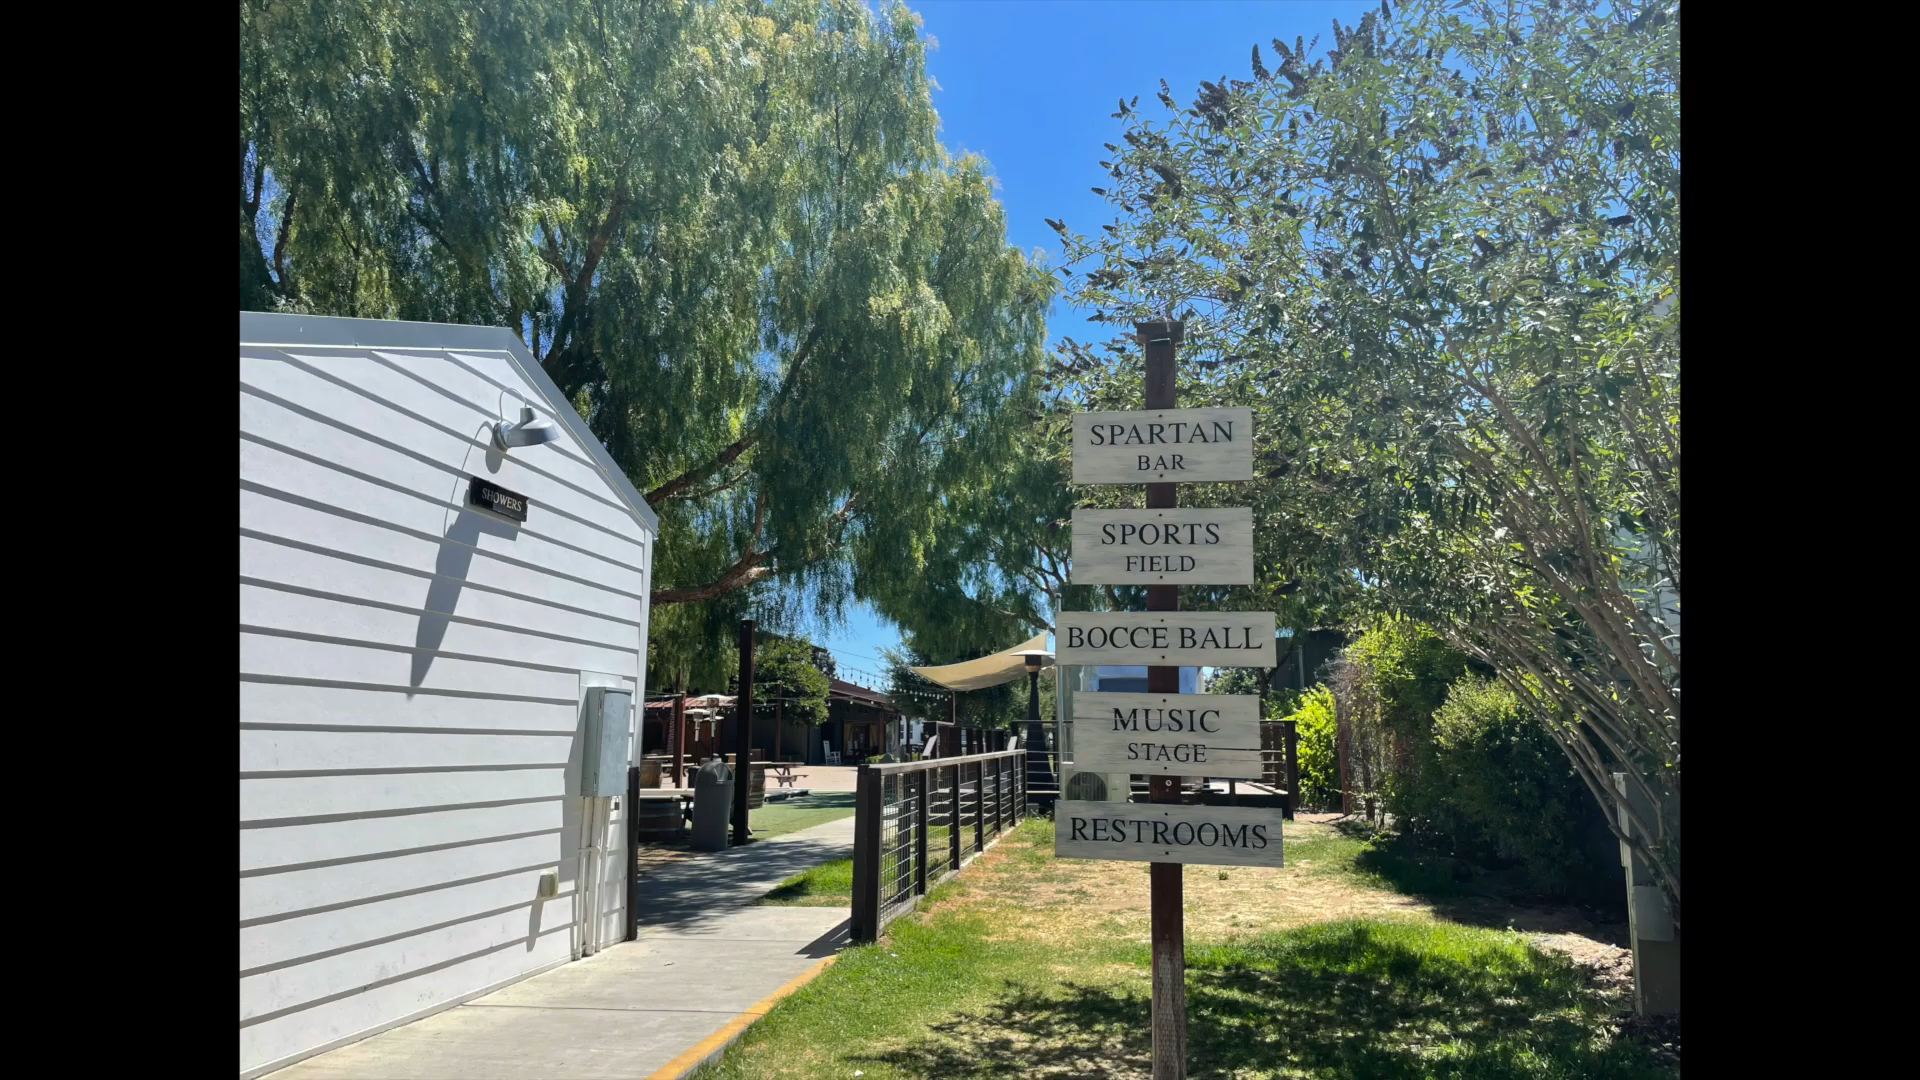 SHOWERS
SPARTAN
BAR
SPORTS
FIELD
BOCCE BALL
MUSIC
STAGE
RESTROOMS